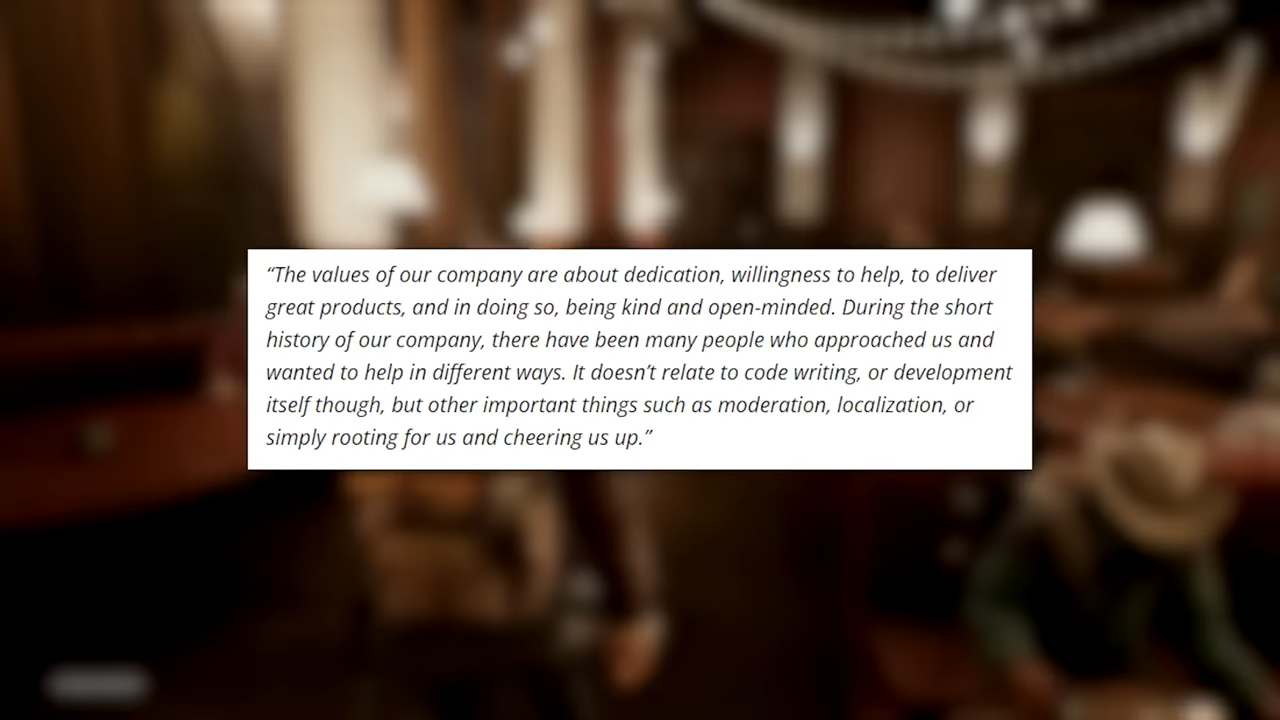 “The values of our company are about dedication, willingness to help, to deliver
great products, and in doing so, being kind and open-minded. During the short
history of our company, there have been many people who approached us and
wanted to help in different ways. It doesn’t relate to code writing, or development
itself though, but other important things such as moderation, localization, or
simply rooting for us and cheering us up.”